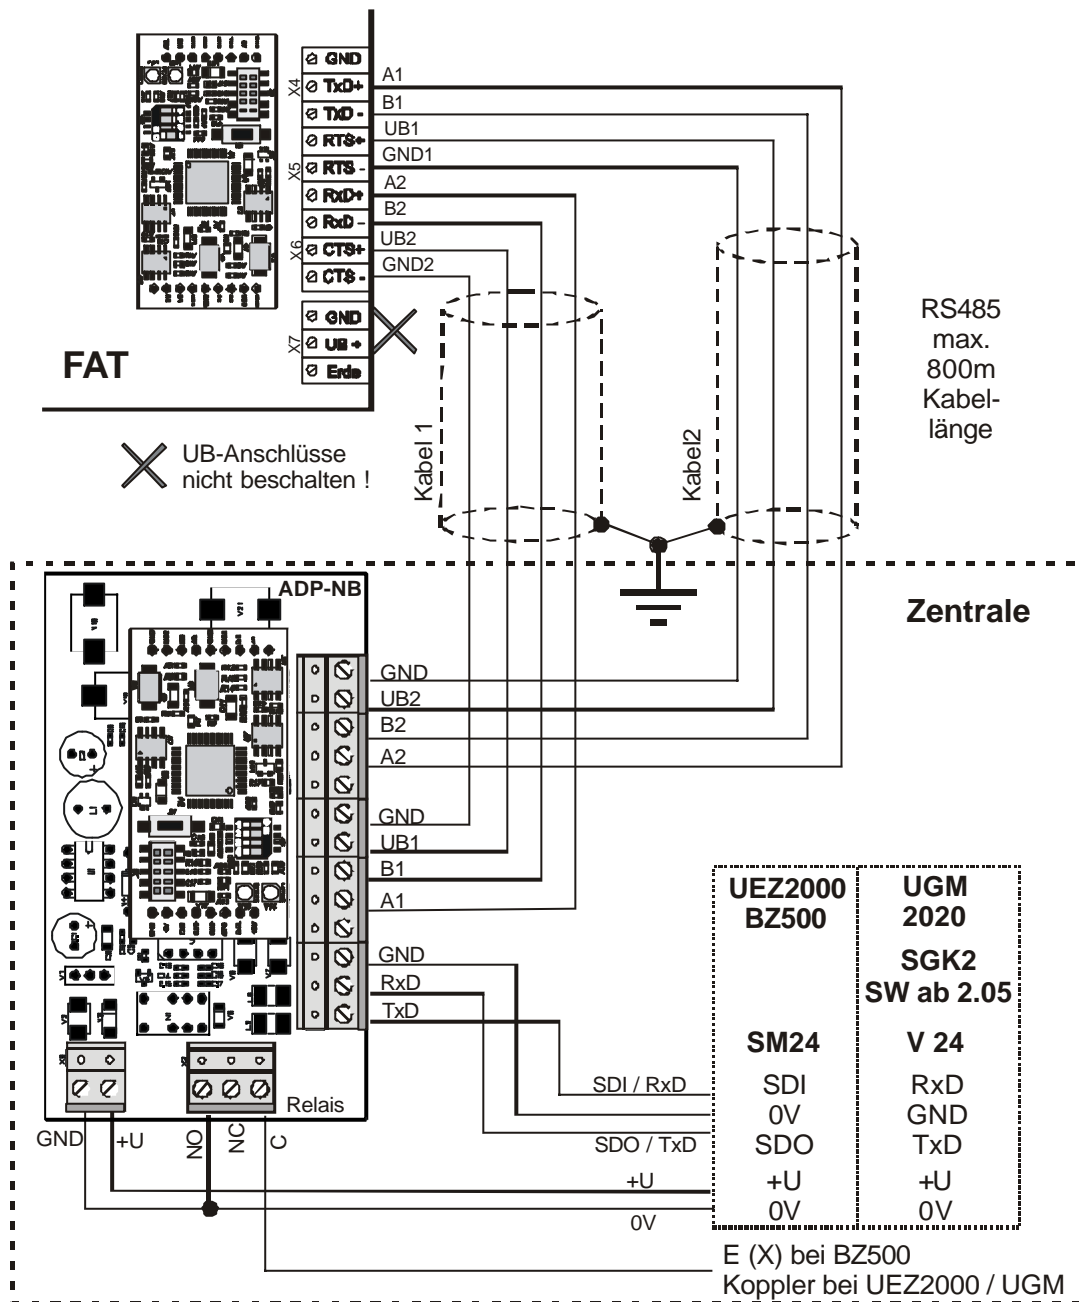 GND
X4
TxD+
TxD -
RTS+
X5
RTS -
RxD+
RxD -
X6
CTS+
CTS -
GND
X7
UB +
Erde
A1
B1
UB1
GND1
A2
B2
UB2
GND2
FAT
UB-Anschlüsse
nicht beschalten !
Kabel 1
Kabel2
RS485
max.
800m
Kabel-
länge
ADP-NB
Zentrale
GND
UB2
B2
A2
GND
UB1
B1
A1
GND
RxD
TxD
Relais
GND
+U
NO
NC
C
SDI / RxD
SDO / TxD
+U
0V
UEZ2000
BZ500
SM24
SDI
0V
SDO
+U
0V
UGM
2020
SGK2
SW ab 2.05
V 24
RxD
GND
TxD
+U
0V
E (X) bei BZ500
Koppler bei UEZ2000 / UGM